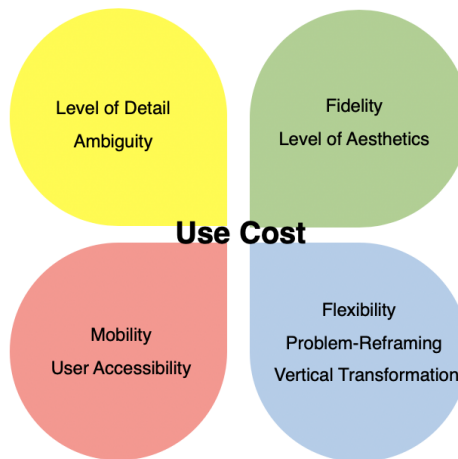 Level of Detail
Ambiguity
Fidelity
Level of Aesthetics
Use Cost
Mobility
User Accessibility
Flexibility
Problem-Reframing
Vertical Transformation